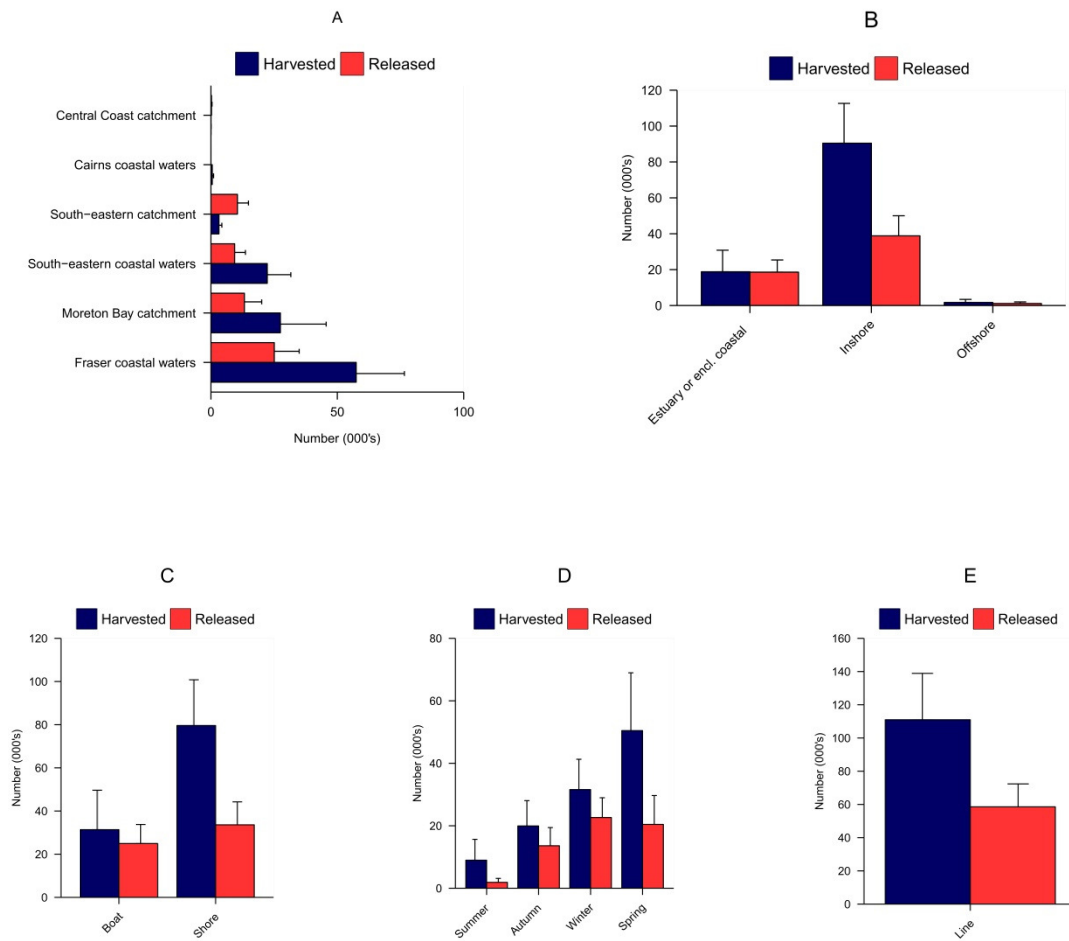 A
Harvested Released
Central Coast catchment
Cairns coastal waters
South−eastern catchment
South−eastern coastal waters
Moreton Bay catchment
Fraser coastal waters
0 50 100
Number (000's)
B
Harvested Released
120
100
80
60
40
20
0
Number (000's)
Estuary or encl. coastal
Inshore
Offshore
C
Harvested Released
120
100
80
60
40
20
0
Number (000's)
Boat
Shore
D
Harvested Released
80
60
40
20
0
Number (000's)
Summer
Autumn
Winter
Spring
E
Harvested Released
160
140
120
100
80
60
40
20
0
Number (000's)
Line